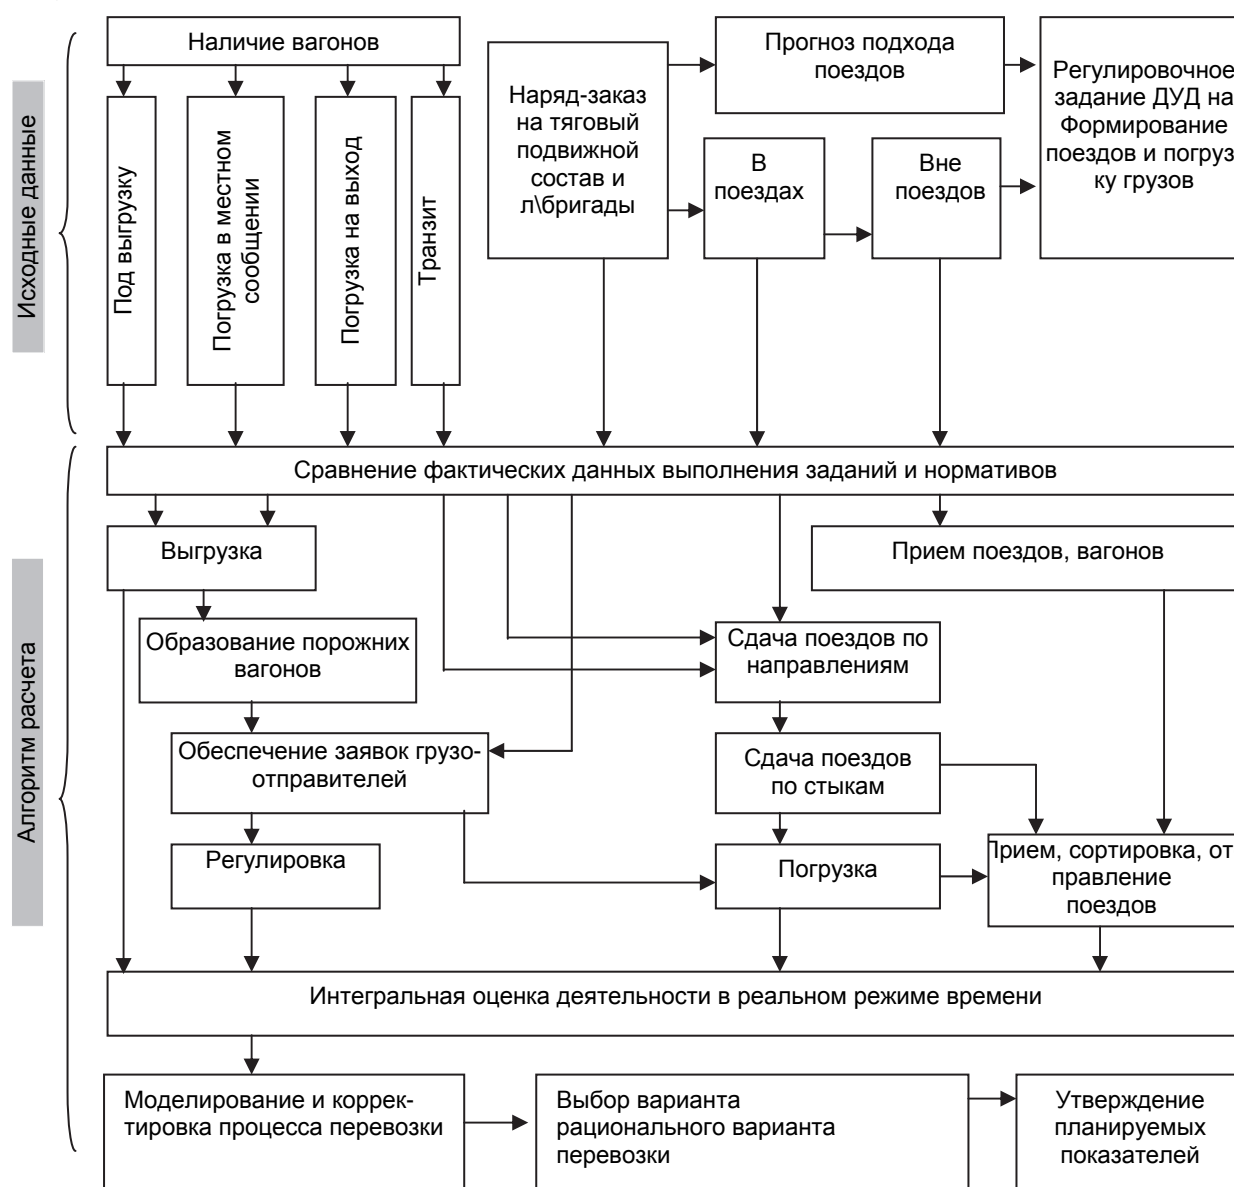 Исходные данные
Наличие вагонов
Под выгрузку
Погрузка в местном
сообщении
Погрузка на выход
Транзит
Наряд-заказ
на тяговый
подвижной
состав и
л\бригады
Прогноз подхода
поездов
В
поездах
Вне
поездов
Регулировочное
задание ДУД на
Формирование
поездов и погруз
ку грузов
Алгоритм расчета
Сравнение фактических данных выполнения заданий и нормативов
Выгрузка
Прием поездов, вагонов
Образование порожних
вагонов
Сдача поездов по
направлениям
Обеспечение заявок грузо-
отправителей
Сдача поездов
по стыкам
Регулировка
Погрузка
Прием, сортировка, от
правление
поездов
Интегральная оценка деятельности в реальном режиме времени
Моделирование и коррек-
тировка процесса перевозки
Выбор варианта
рационального варианта
перевозки
Утверждение
планируемых
показателей